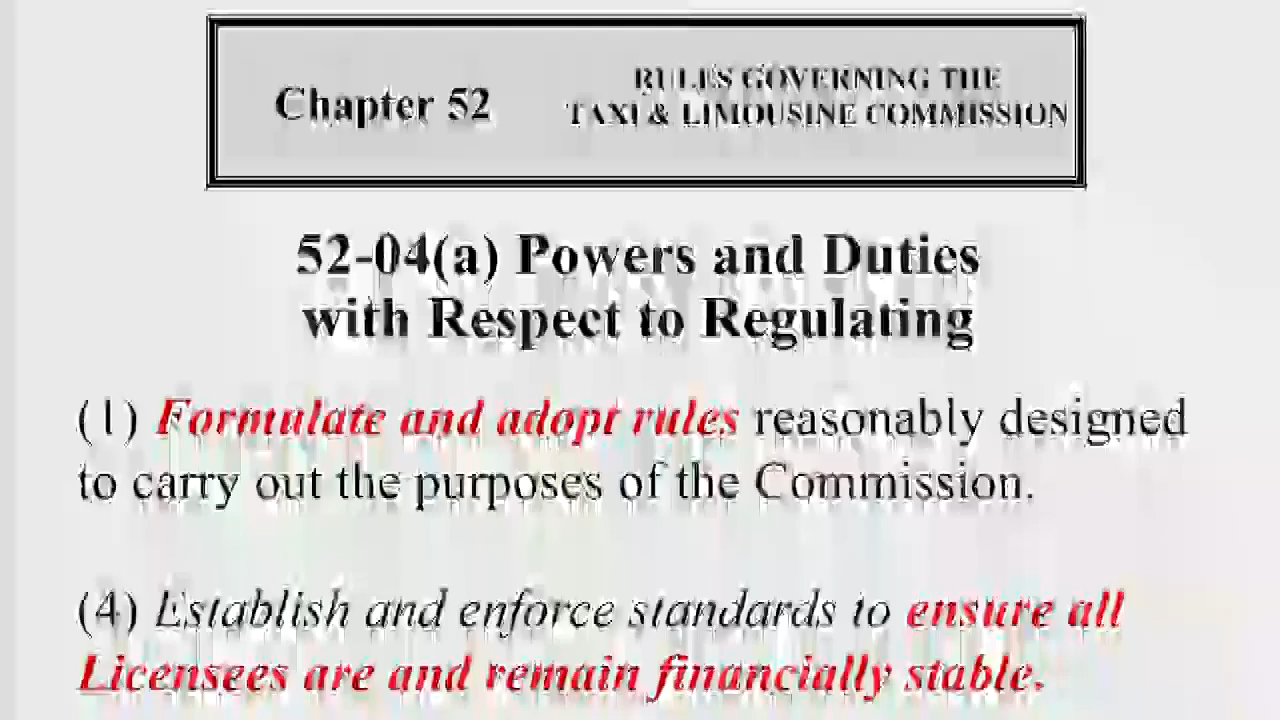 Chapter 52
RULES GOVERNING THE
TAXI & LIMOUSINE COMMISSION
52-04(a) Powers and Duties
with Respect to Regulating
(1) Formulate and adopt rules reasonably designed
to carry out the purposes of the Commission.
(4) Establish and enforce standards to ensure all
Licensees are and remain financially stable.